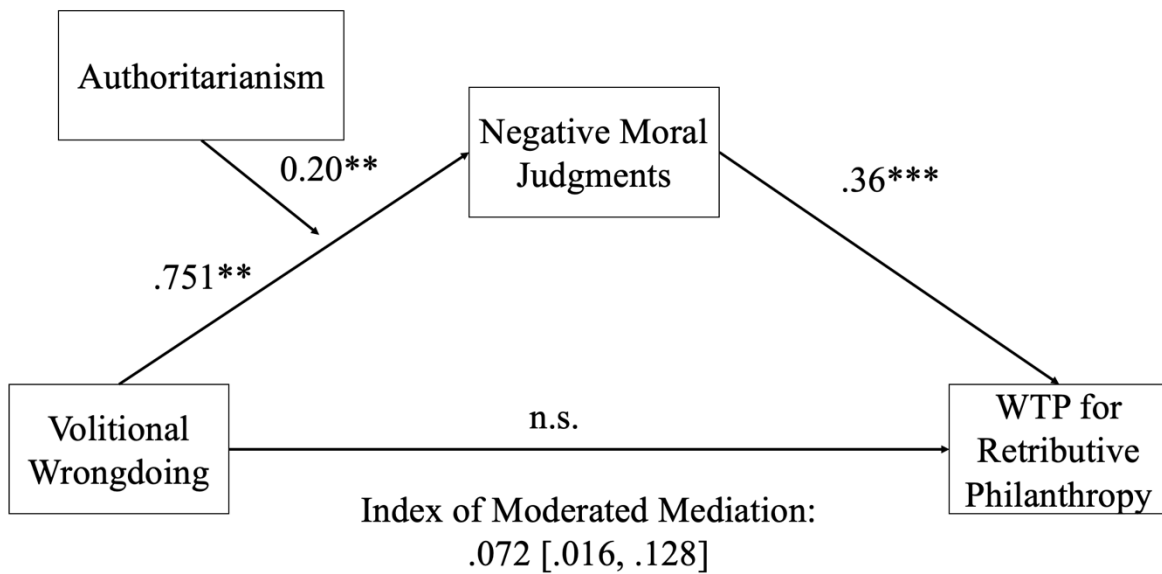 Authoritarianism
0.20**
Negative Moral
Judgments
.36***
.751**
Volitional
Wrongdoing
n.s.
WTP for
Retributive
Philanthropy
Index of Moderated Mediation:
.072 [.016, .128]